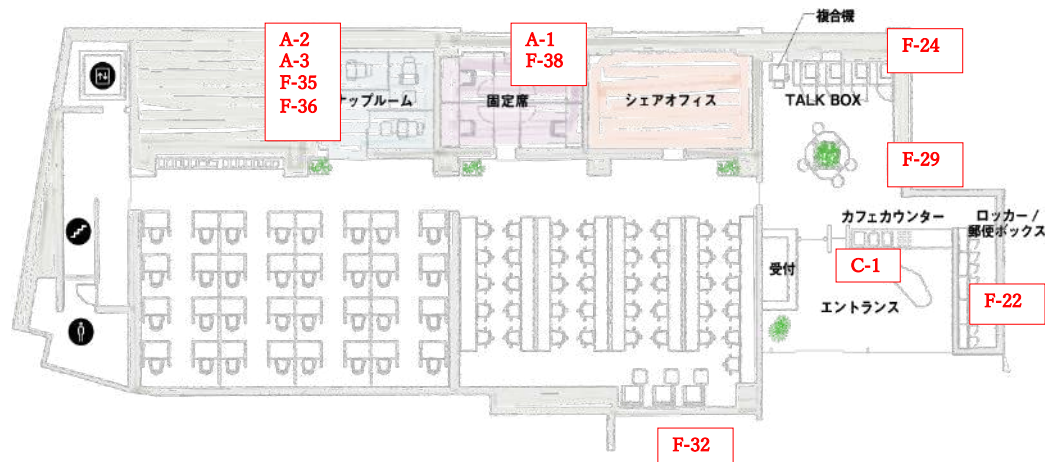 複合機
A-2
A-3
F-35
F-36
A-1
F-38
F-24
ナップルーム
固定席
シェアオフィス
TALK BOX
F-29
カフェカウンター
ロッカー /
郵便ボックス
受付
C-1
エントランス
F-22
F-32